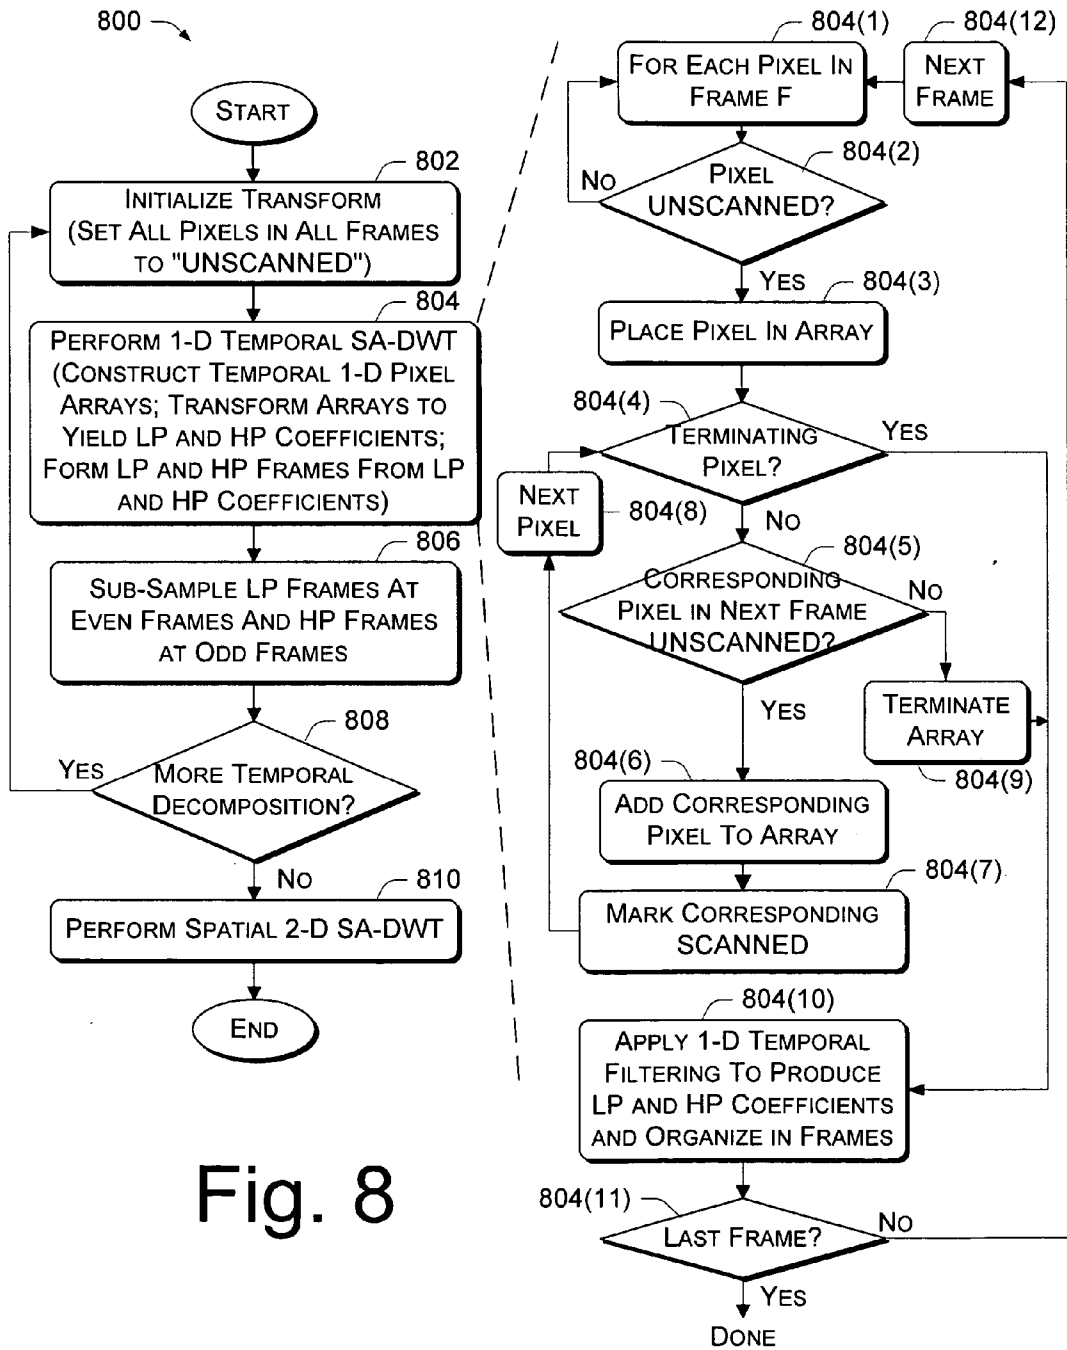 800
START
802
INITIALIZE TRANSFORM
(SET ALL PIXELS IN ALL FRAMES
TO "UNSCANNED")
804
PERFORM 1-D TEMPORAL SA-DWT
(CONSTRUCT TEMPORAL 1-D PIXEL
ARRAYS; TRANSFORM ARRAYS TO
YIELD LP AND HP COEFFICIENTS;
FORM LP AND HP FRAMES FROM LP
AND HP COEFFICIENTS)
806
SUB-SAMPLE LP FRAMES AT
EVEN FRAMES AND HP FRAMES
AT ODD FRAMES
808
YES
MORE TEMPORAL
DECOMPOSITION?
NO
810
PERFORM SPATIAL 2-D SA-DWT
END
Fig. 8
804(1)
FOR EACH PIXEL IN
FRAME F
804(12)
NEXT
FRAME
804(2)
NO
PIXEL
UNSCANNED?
YES
804(3)
PLACE PIXEL IN ARRAY
804(4)
TERMINATING
PIXEL?
YES
NEXT
PIXEL
804(8)
NO
804(5)
CORRESPONDING
PIXEL IN NEXT FRAME
UNSCANNED?
NO
YES
TERMINATE
ARRAY
804(9)
804(6)
ADD CORRESPONDING
PIXEL TO ARRAY
804(7)
MARK CORRESPONDING
SCANNED
804(10)
APPLY 1-D TEMPORAL
FILTERING TO PRODUCE
LP AND HP COEFFICIENTS
AND ORGANIZE IN FRAMES
804(11)
LAST FRAME?
NO
YES
DONE